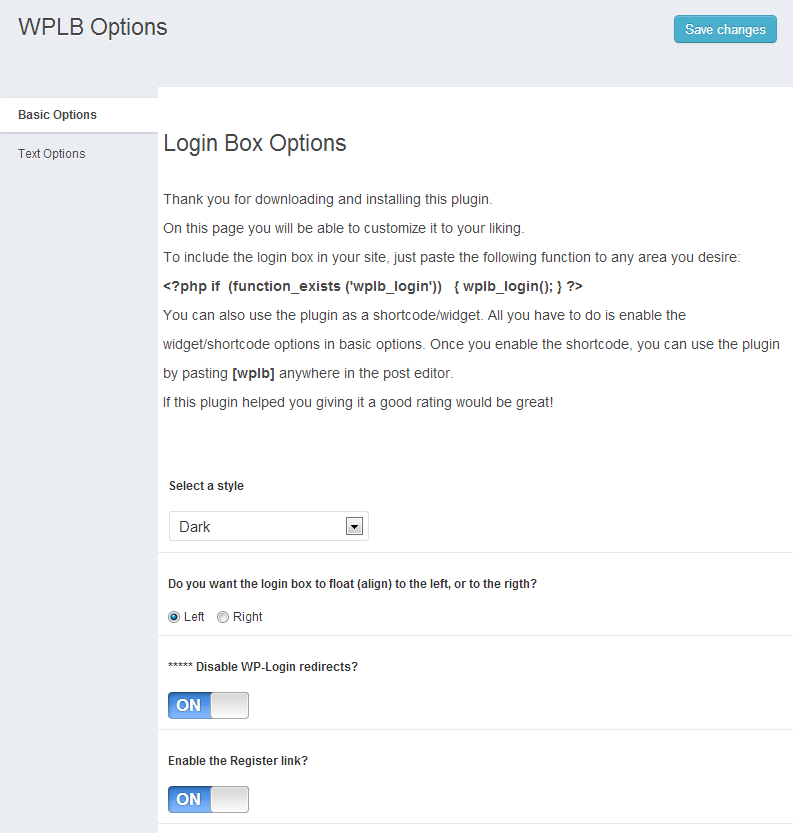 WPLB Options
Save changes
Basic Options
Text Options
Login Box Options
Thank you for downloading and installing this plugin.
On this page you will be able to customize it to your liking.
To include the login box in your site, just paste the following function to any area you desire:
<?php if  (function_exists ('wplb_login'))   { wplb_login(); } ?>
You can also use the plugin as a shortcode/widget. All you have to do is enable the
widget/shortcode options in basic options. Once you enable the shortcode, you can use the plugin
by pasting [wplb] anywhere in the post editor.
If this plugin helped you giving it a good rating would be great!
Select a style
Dark
Do you want the login box to float (align) to the left, or to the rigth?
Left Right
***** Disable WP-Login redirects?
ON
Enable the Register link?
ON